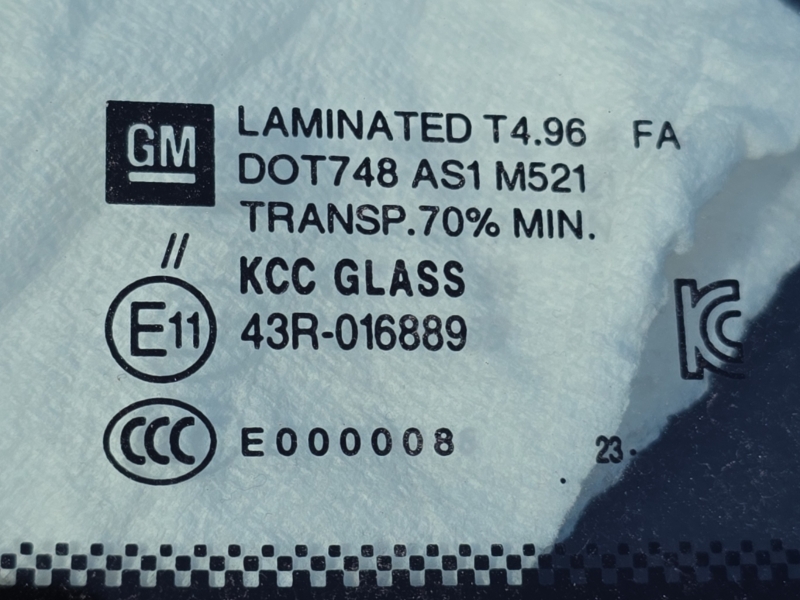 GM
LAMINATED T4.96 FA
DOT748 AS1 M521
TRANSP.70% MIN.
//
KCC GLASS
E11
43R-016889
KC
CCC
E000008
. 23.